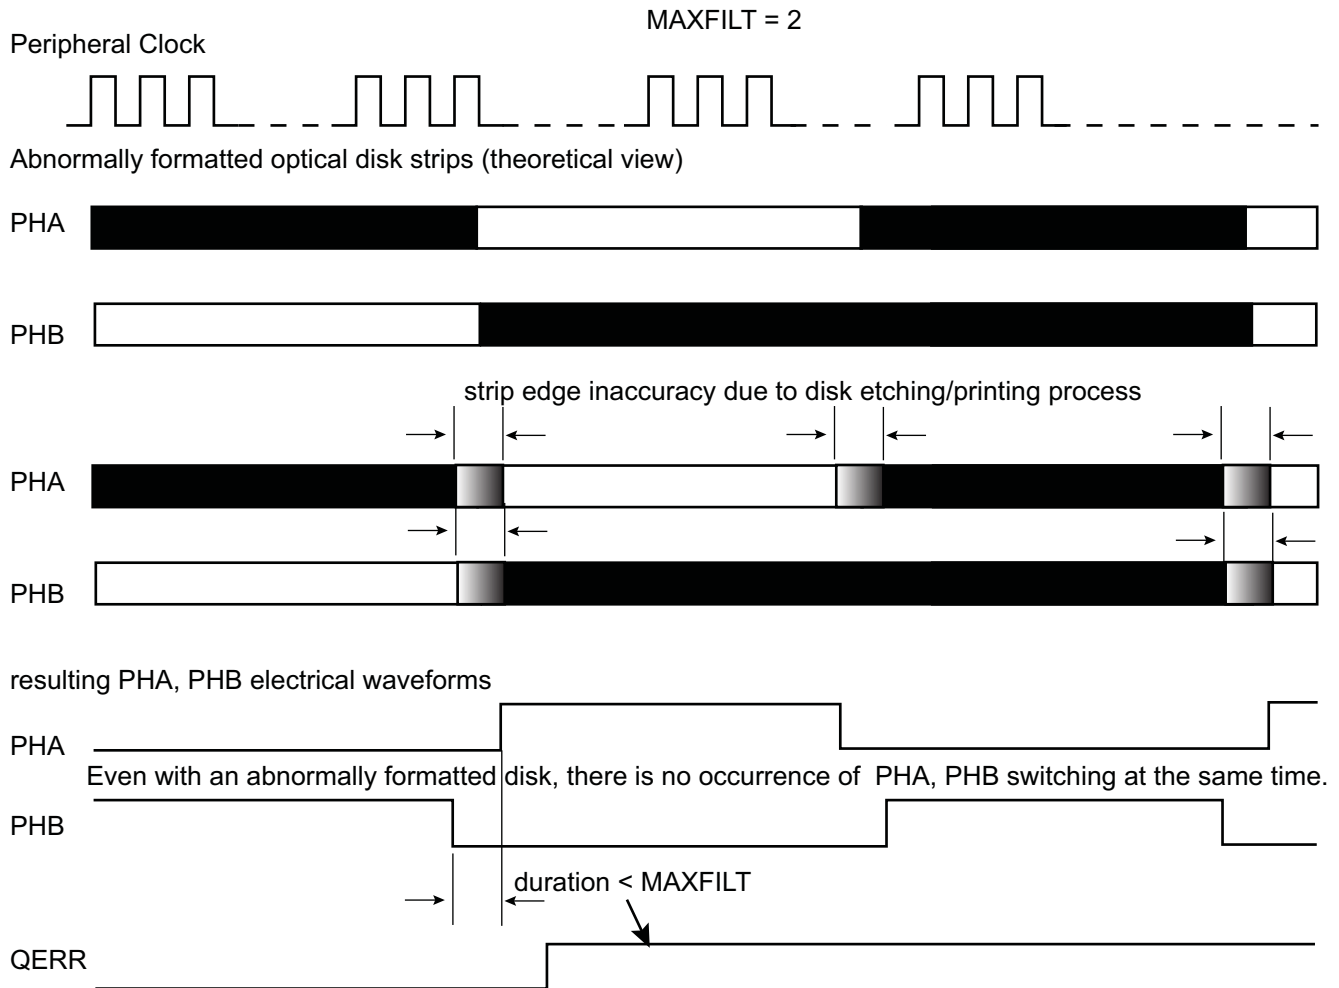 MAXFILT = 2
Peripheral Clock
Abnormally formatted optical disk strips (theoretical view)
PHA
PHB
strip edge inaccuracy due to disk etching/printing process
PHA
PHB
resulting PHA, PHB electrical waveforms
PHA
Even with an abnormally formatted disk, there is no occurrence of PHA, PHB switching at the same time.
PHB
duration < MAXFILT
QERR